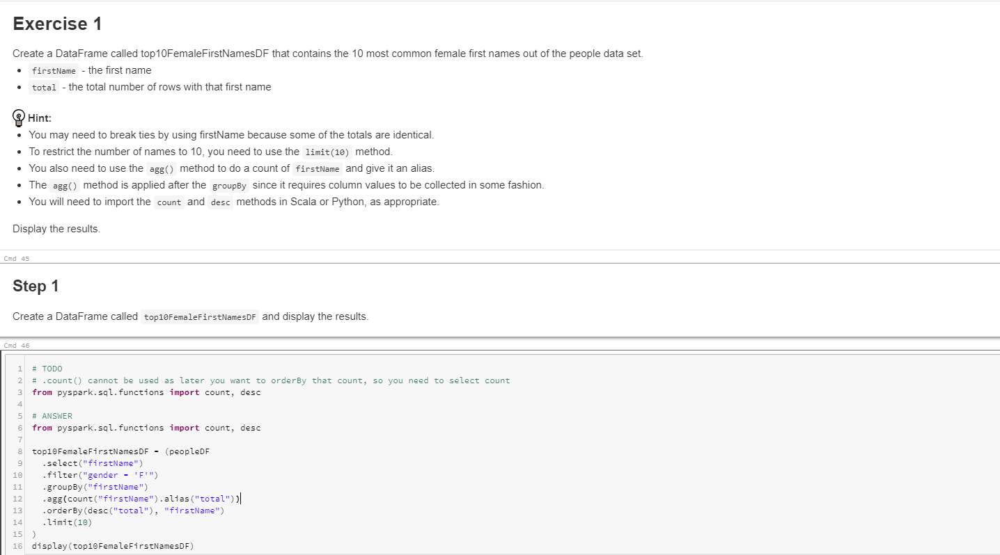 Exercise 1
Create a DataFrame called top10FemaleFirstNamesDF that contains the 10 most common female first names out of the people data set.
• firstName - the first name
• total - the total number of rows with that first name
Hint:
• You may need to break ties by using firstName because some of the totals are identical.
• To restrict the number of names to 10, you need to use the limit(10) method.
• You also need to use the agg() method to do a count of firstName and give it an alias.
• The agg() method is applied after the groupBy since it requires column values to be collected in some fashion.
• You will need to import the count and desc methods in Scala or Python, as appropriate.
Display the results.
Cmd 45
Step 1
Create a DataFrame called top10FemaleFirstNamesDF and display the results.
Cmd 46
1 # TODO
2 # .count() cannot be used as later you want to orderBy that count, so you need to select count
3 from pyspark.sql.functions import count, desc
4
5 # ANSWER
6 from pyspark.sql.functions import count, desc
7
8 top10FemaleFirstNamesDF = (peopleDF
9   .select("firstName")
10   .filter("gender = 'F'")
11   .groupBy("firstName")
12   .agg(count("firstName").alias("total"))
13   .orderBy(desc("total"), "firstName")
14   .limit(10)
15 )
16 display(top10FemaleFirstNamesDF)